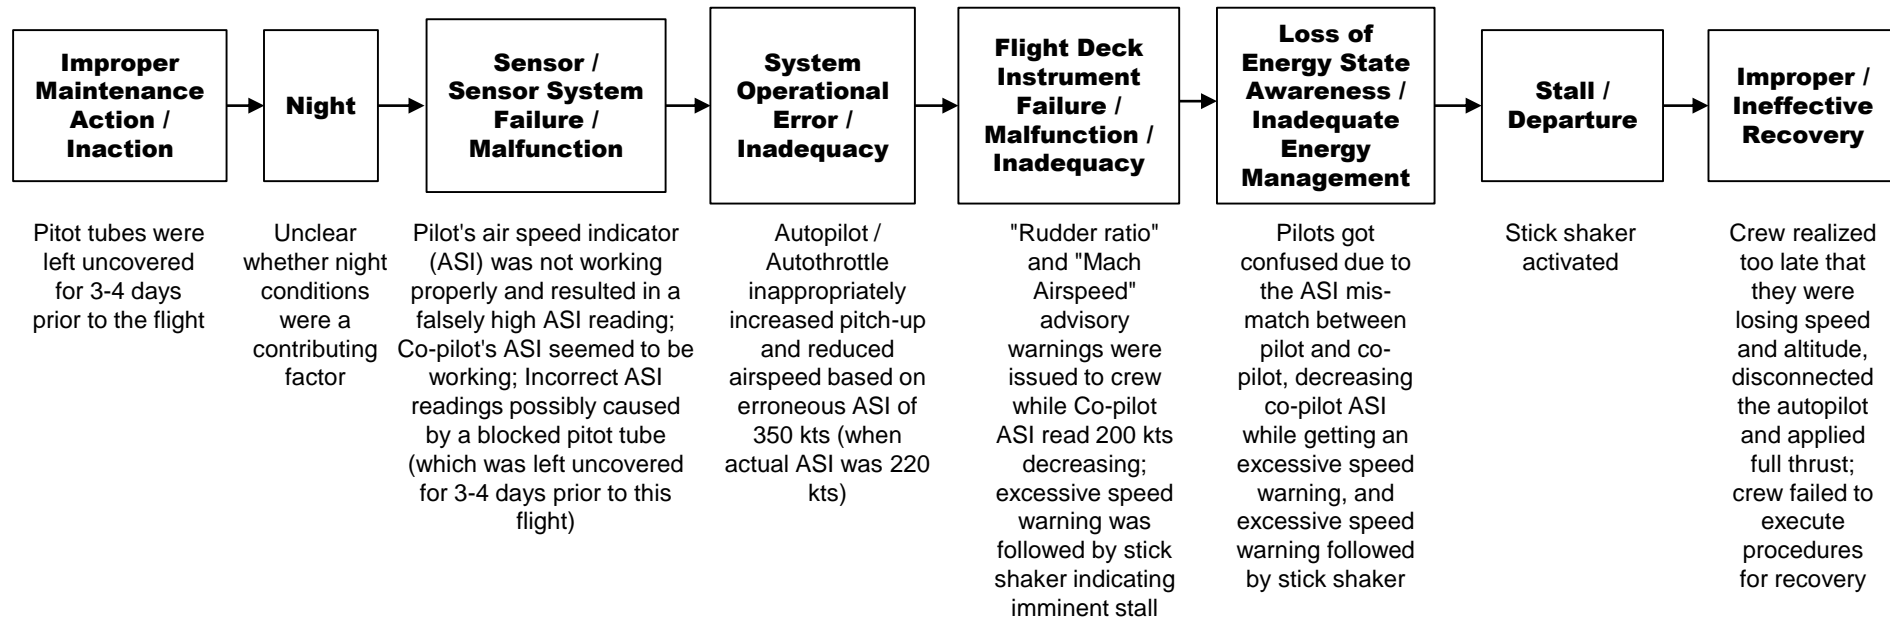 Improper
Maintenance
Action /
Inaction
Night
Sensor /
Sensor System
Failure /
Malfunction
System
Operational
Error /
Inadequacy
Flight Deck
Instrument
Failure /
Malfunction /
Inadequacy
Loss of
Energy State
Awareness /
Inadequate
Energy
Management
Stall /
Departure
Improper /
Ineffective
Recovery
Pitot tubes were
left uncovered
for 3-4 days
prior to the flight
Unclear
whether night
conditions
were a
contributing
factor
Pilot's air speed indicator
(ASI) was not working
properly and resulted in a
falsely high ASI reading;
Co-pilot's ASI seemed to be
working; Incorrect ASI
readings possibly caused
by a blocked pitot tube
(which was left uncovered
for 3-4 days prior to this
flight)
Autopilot /
Autothrottle
inappropriately
increased pitch-up
and reduced
airspeed based on
erroneous ASI of
350 kts (when
actual ASI was 220
kts)
"Rudder ratio"
and "Mach
Airspeed"
advisory
warnings were
issued to crew
while Co-pilot
ASI read 200 kts
decreasing;
excessive speed
warning was
followed by stick
shaker indicating
imminent stall
Pilots got
confused due to
the ASI mis-
match between
pilot and co-
pilot, decreasing
co-pilot ASI
while getting an
excessive speed
warning, and
excessive speed
warning followed
by stick shaker
Stick shaker
activated
Crew realized
too late that
they were
losing speed
and altitude,
disconnected
the autopilot
and applied
full thrust;
crew failed to
execute
procedures
for recovery